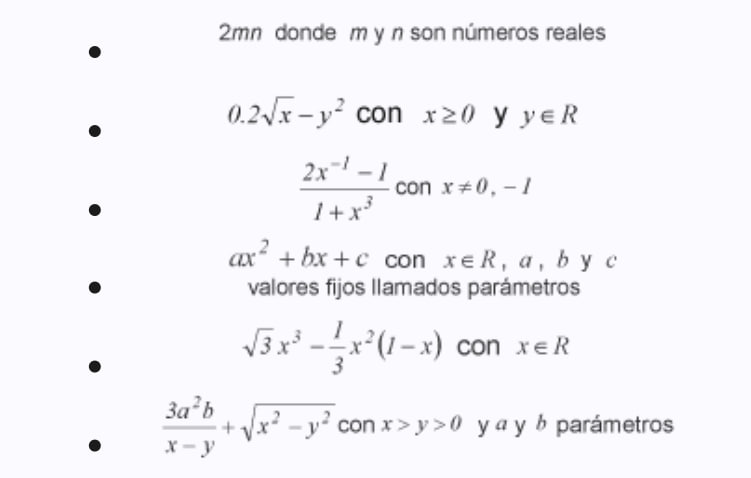 • 2mn donde m y n son números reales
• 0.2√x − y² con x ≥ 0 y y ∈ R
• (2x⁻¹ − 1)/(1 + x³) con x ≠ 0, −1
• ax² + bx + c con x ∈ R, a, b y c
valores fijos llamados parámetros
• √3 x³ − (1/3)x²(1 − x) con x ∈ R
• (3a²b)/(x − y) + √(x² − y²) con x > y > 0 y a y b parámetros